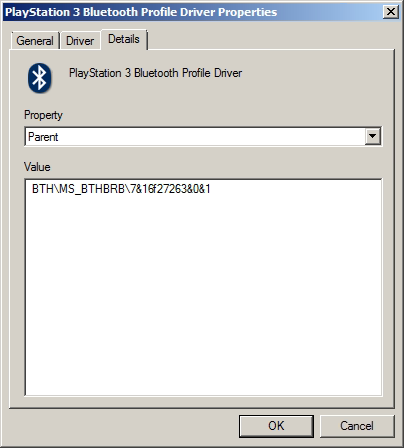 PlayStation 3 Bluetooth Profile Driver Properties
General Driver Details
PlayStation 3 Bluetooth Profile Driver
Property
Parent
Value
BTH\MS_BTHBRB\7&16f27263&0&1
OK Cancel